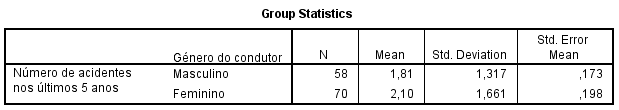 Group Statistics
Género do condutor N Mean Std. Deviation Std. Error Mean
Número de acidentes nos últimos 5 anos Masculino 58 1,81 1,317 ,173
Feminino 70 2,10 1,661 ,198